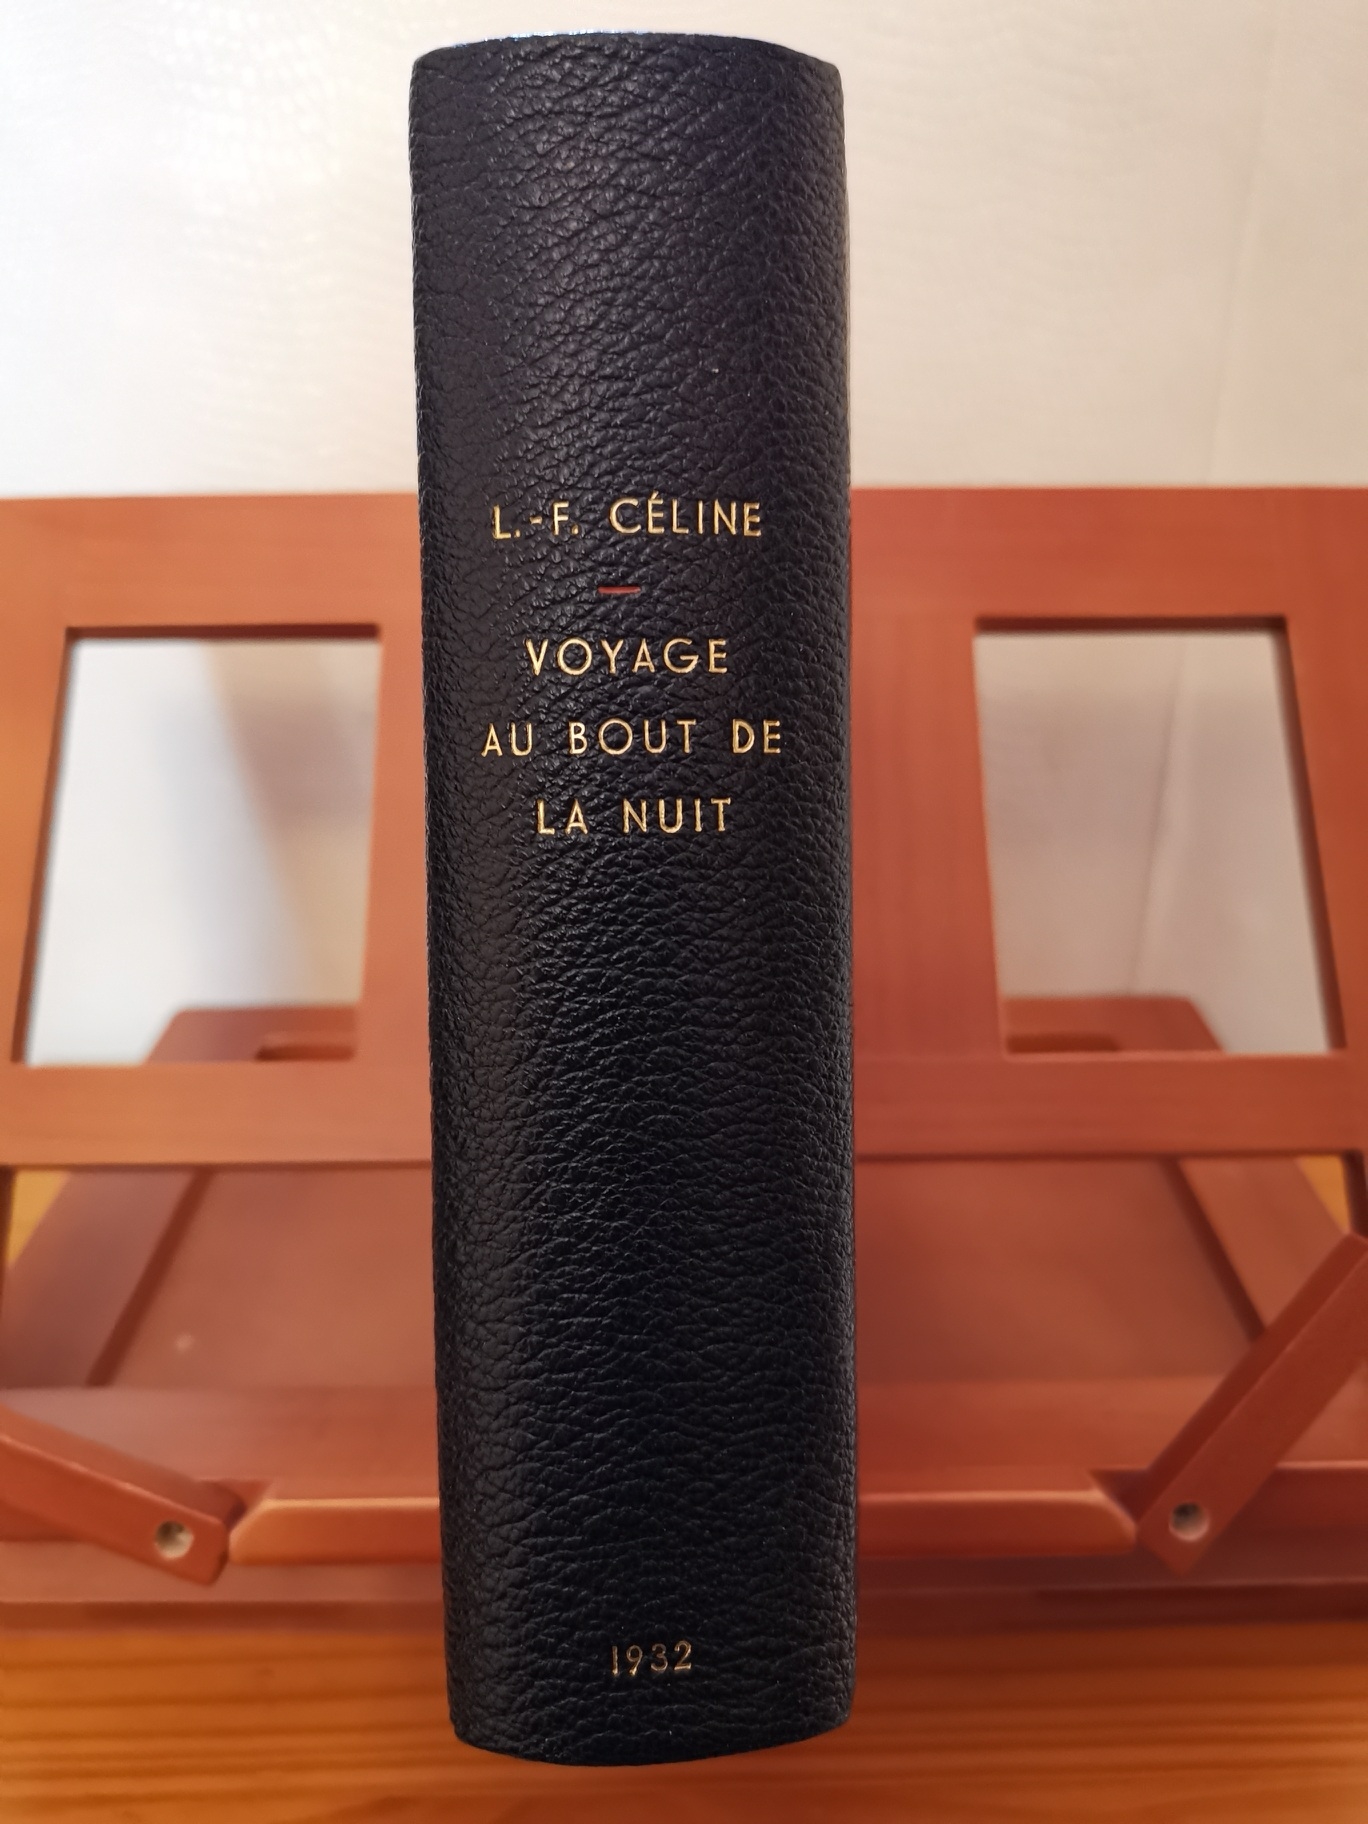 L.-F. CÉLINE
VOYAGE
AU BOUT DE
LA NUIT
1932